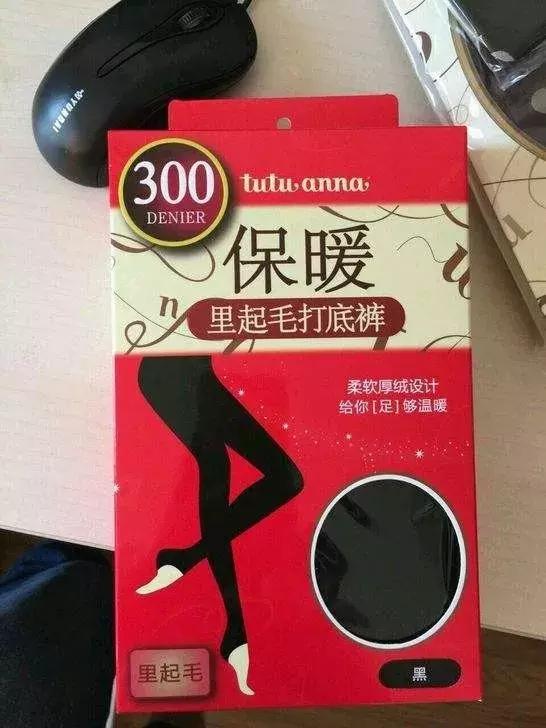 300
DENIER
tutu anna
保暖
里起毛打底裤
柔软厚绒设计
给你[足]够温暖
里起毛
黑